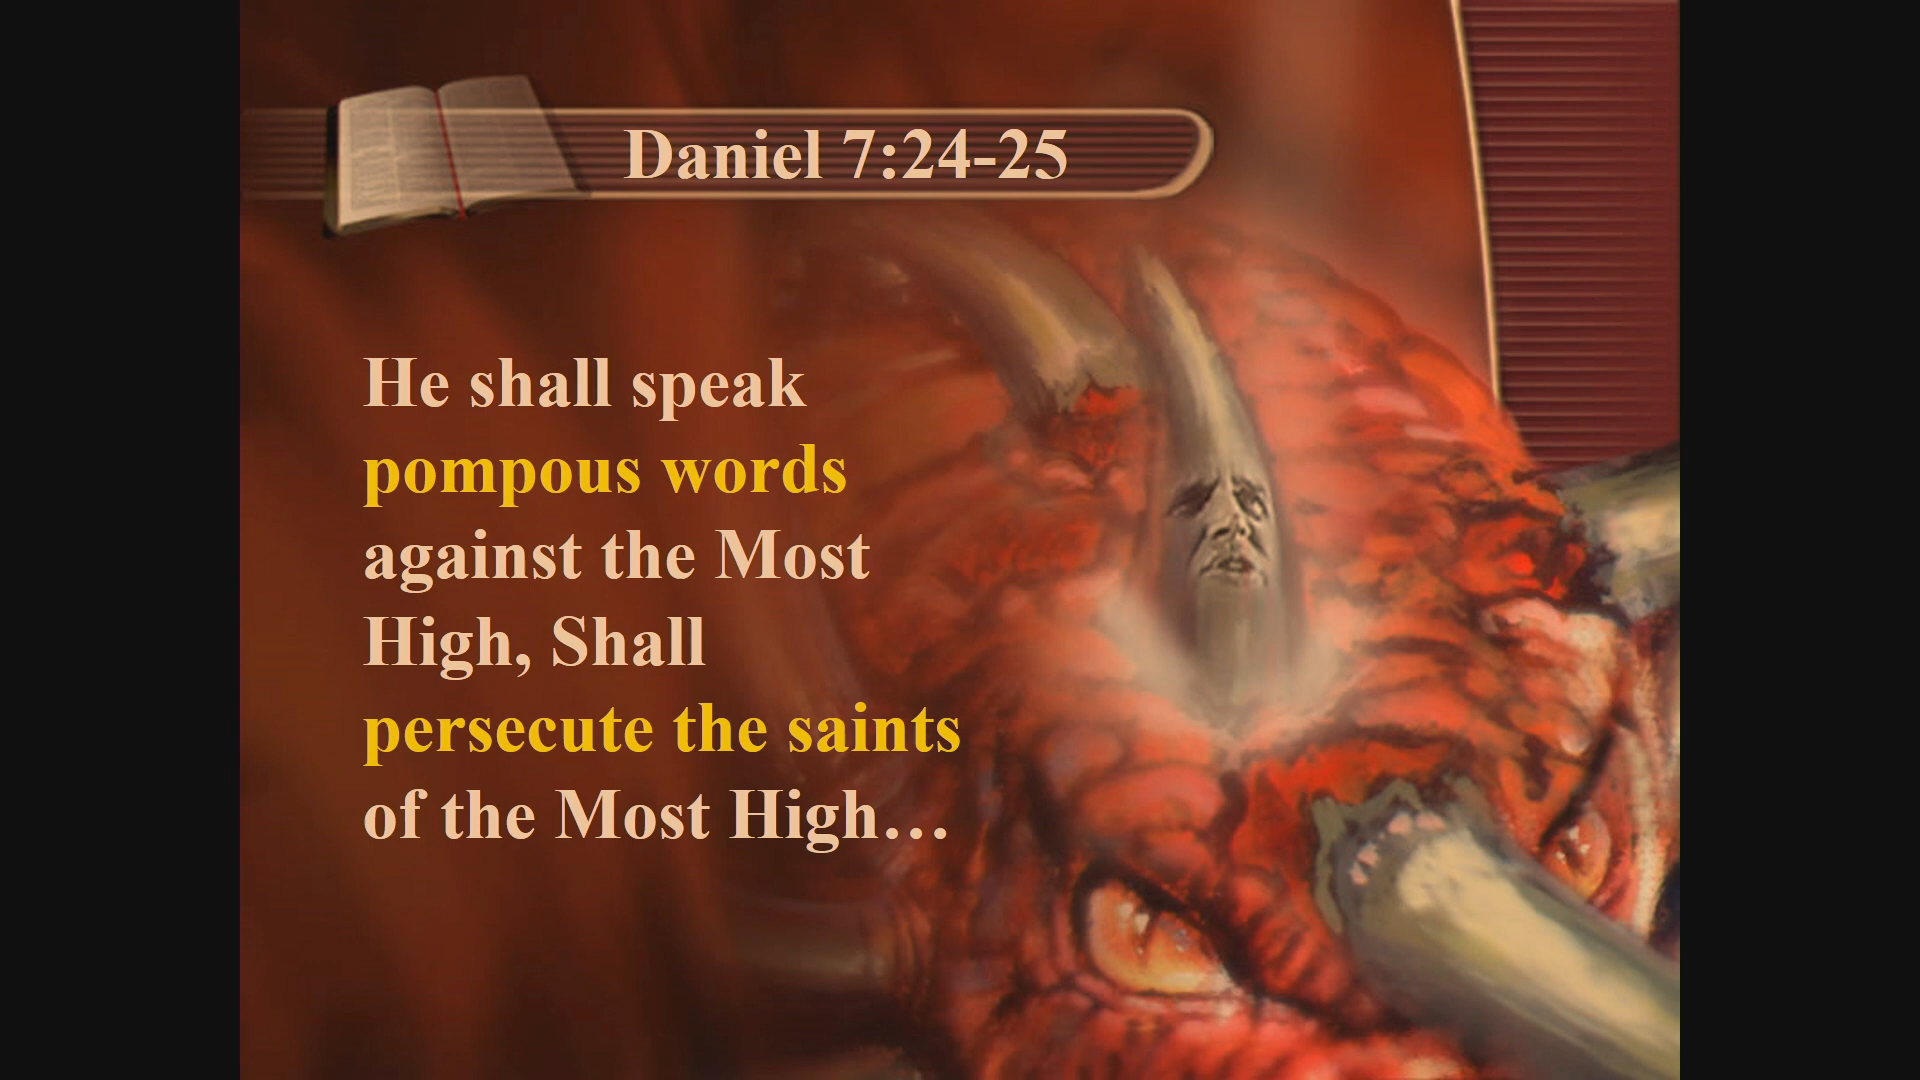 Daniel 7:24-25
He shall speak
pompous words
against the Most
High, Shall
persecute the saints
of the Most High…